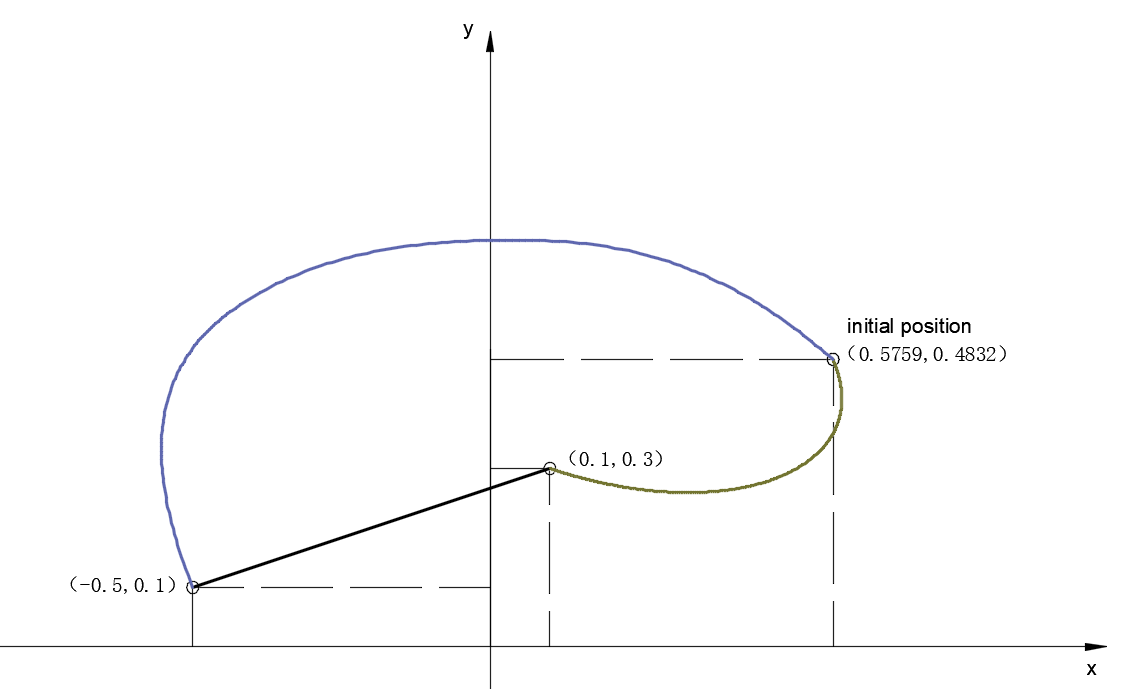 y
initial position
(0.5759,0.4832)
(0.1,0.3)
(-0.5,0.1)
x